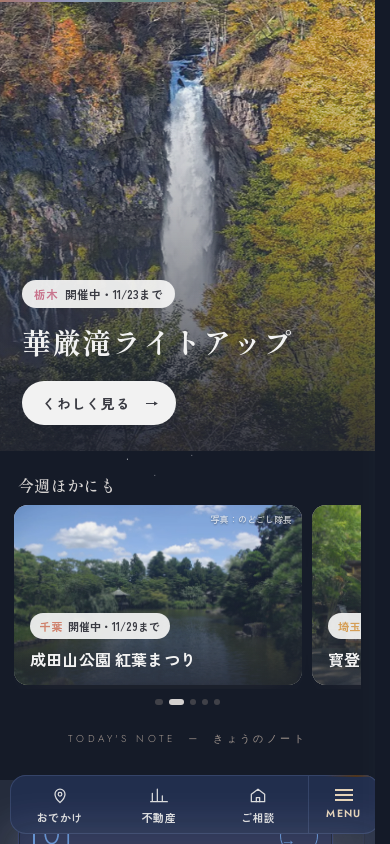 栃木 開催中・11/23まで
華厳滝ライトアップ
くわしく見る →
今週ほかにも
写真：のどごし隊長
千葉 開催中・11/29まで
成田山公園 紅葉まつり
埼玉
寳登
TODAY'S NOTE — きょうのノート
おでかけ
不動産
ご相談
MENU